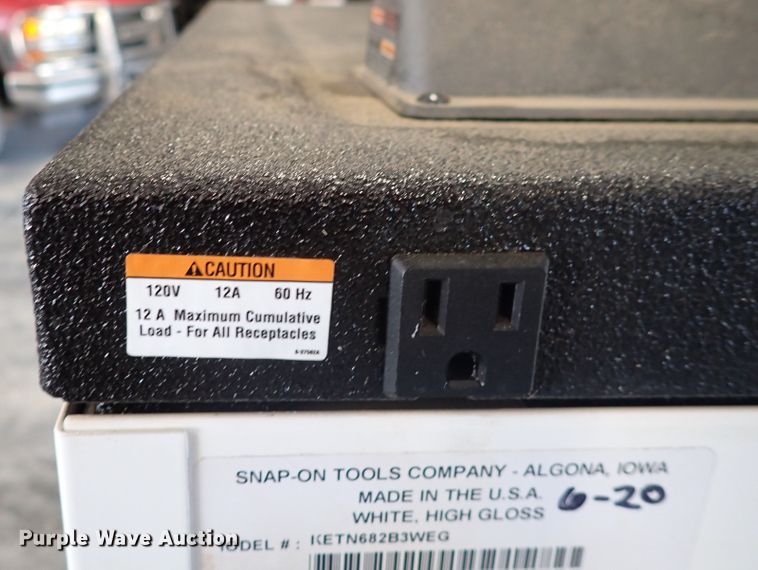 CAUTION
120V 12A 60 Hz
12 A Maximum Cumulative
Load - For All Receptacles
SNAP-ON TOOLS COMPANY - ALGONA, IOWA
MADE IN THE U.S.A. 6-20
WHITE, HIGH GLOSS
MODEL # : KETN682B3WEG
Purple Wave Auction